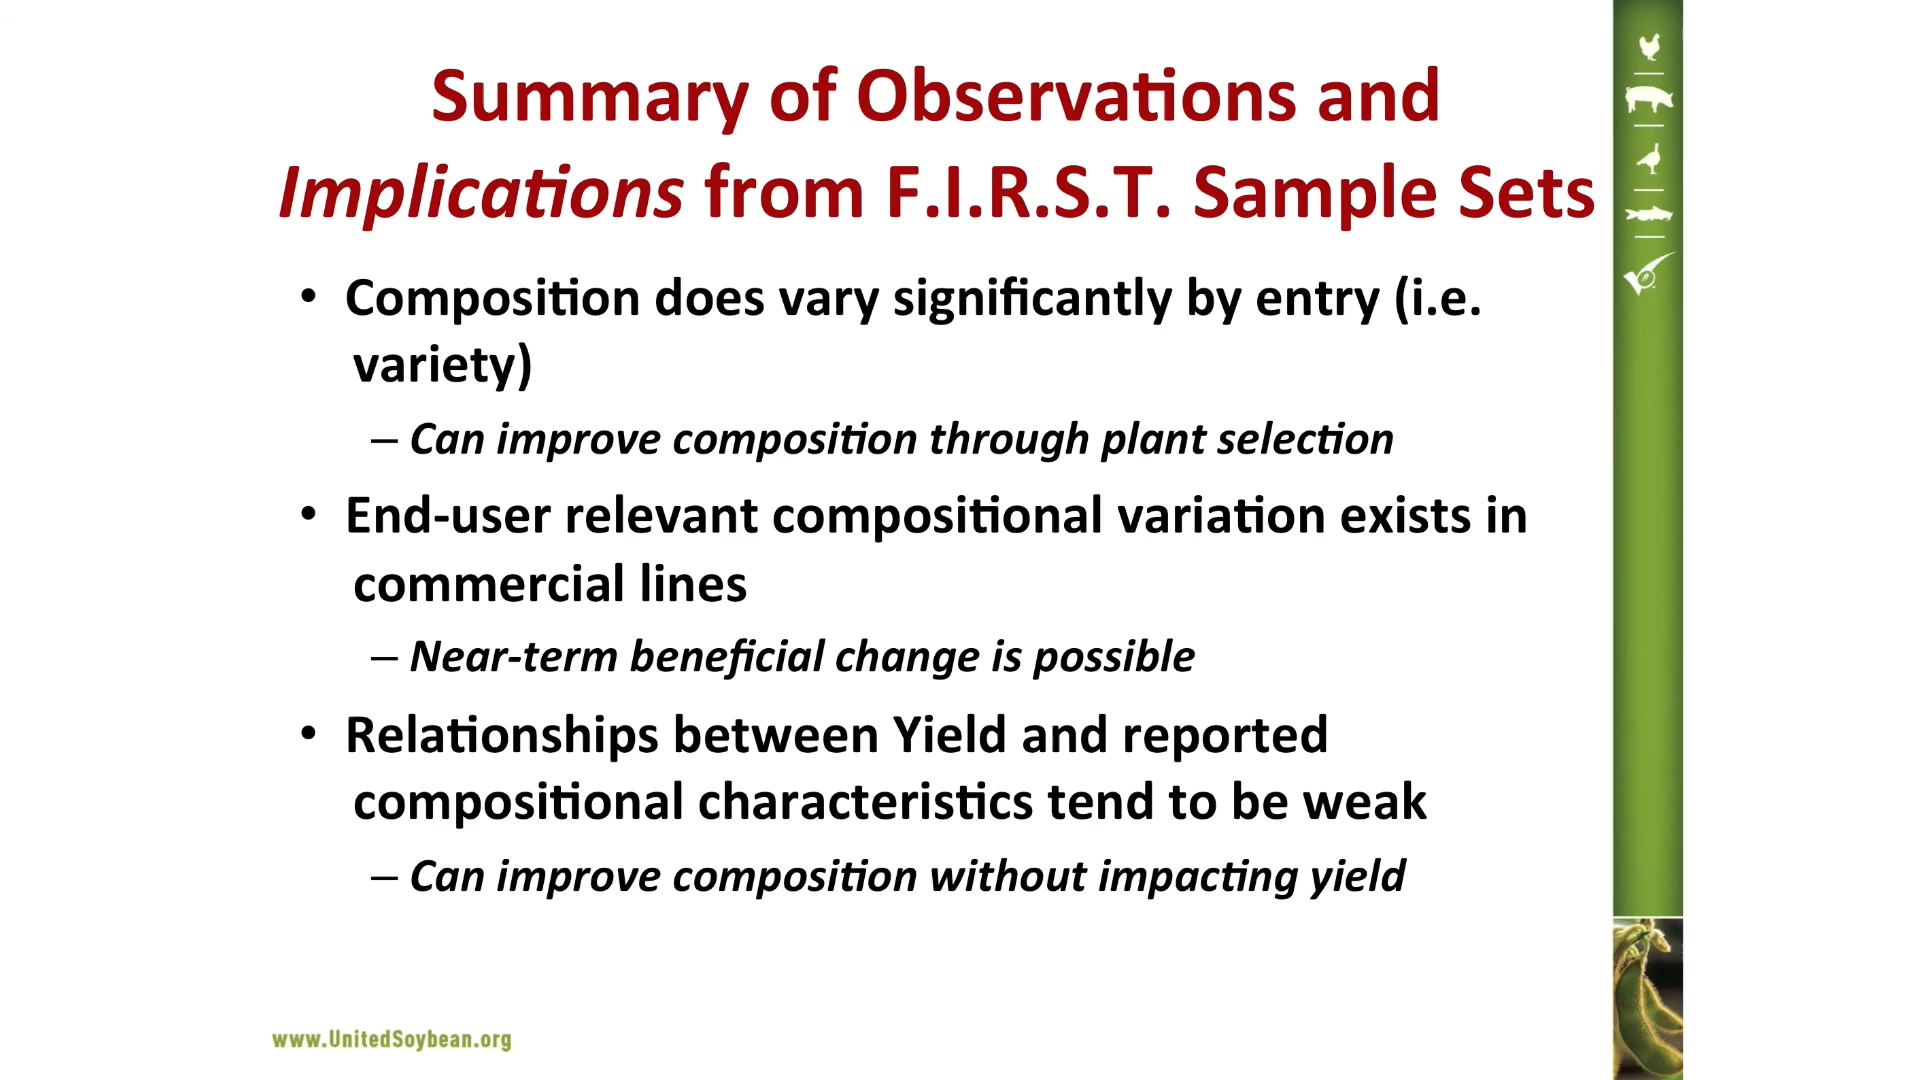 Summary of Observations and
Implications from F.I.R.S.T. Sample Sets
• Composition does vary significantly by entry (i.e.
variety)
– Can improve composition through plant selection
• End-user relevant compositional variation exists in
commercial lines
– Near-term beneficial change is possible
• Relationships between Yield and reported
compositional characteristics tend to be weak
– Can improve composition without impacting yield
www.UnitedSoybean.org